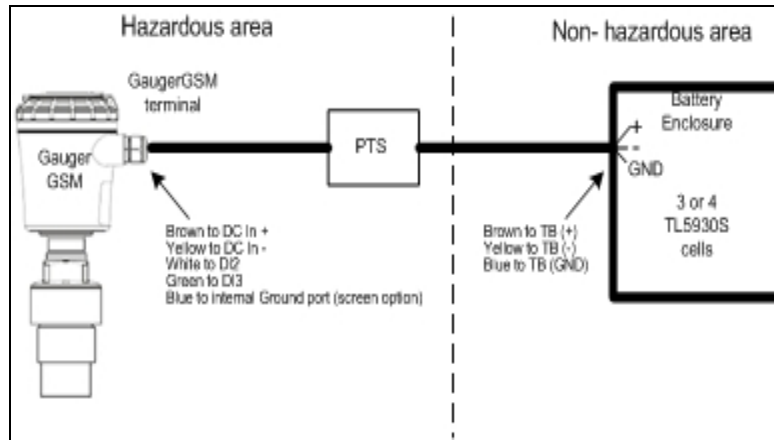 Hazardous area
Non- hazardous area
GaugerGSM
terminal
Gauger
GSM
PTS
Battery
Enclosure
+
-
GND
3 or 4
TL5930S
cells
Brown to DC In +
Yellow to DC In -
White to DI2
Green to DI3
Blue to internal Ground port (screen option)
Brown to TB (+)
Yellow to TB (-)
Blue to TB (GND)